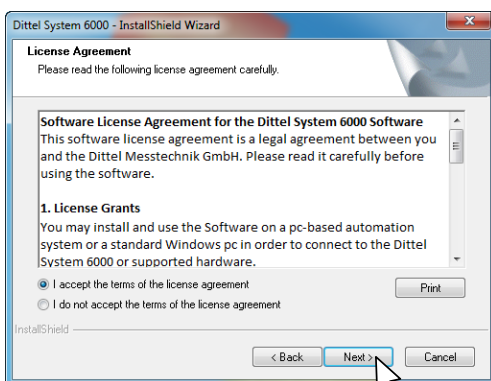 Dittel System 6000 - InstallShield Wizard
License Agreement
Please read the following license agreement carefully.
Software License Agreement for the Dittel System 6000 Software
This software license agreement is a legal agreement between you
and the Dittel Messtechnik GmbH. Please read it carefully before
using the software.
1. License Grants
You may install and use the Software on a pc-based automation
system or a standard Windows pc in order to connect to the Dittel
System 6000 or supported hardware.
I accept the terms of the license agreement
Print
I do not accept the terms of the license agreement
InstallShield
< Back
Next >
Cancel